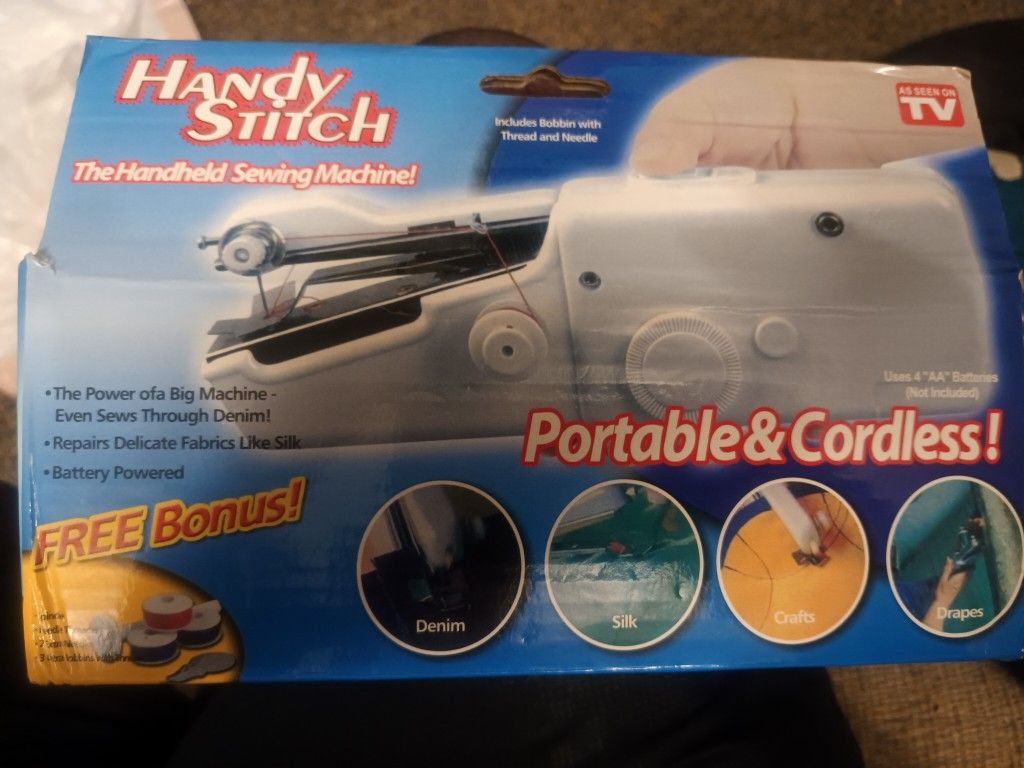 HANDY
STITCH
The Handheld Sewing Machine!
Includes Bobbin with
Thread and Needle
AS SEEN ON
TV
Uses 4 "AA" Batteries
(Not Included)
Portable & Cordless!
• The Power ofa Big Machine -
Even Sews Through Denim!
• Repairs Delicate Fabrics Like Silk
• Battery Powered
FREE Bonus!
Denim
Silk
Crafts
Drapes